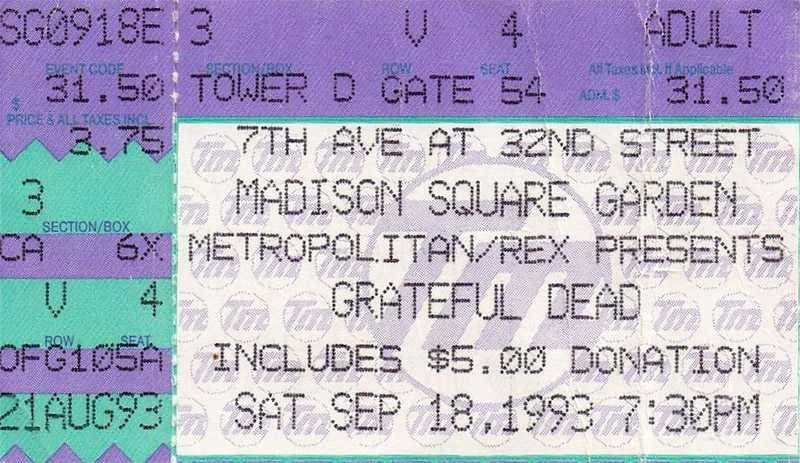 SG0918E
EVENT CODE
$ 31.50
PRICE & ALL TAXES INCL.
3.75
3
SECTION/BOX
CA 6X
V 4
ROW SEAT
OFG105A
21AUG93
3 V 4 ADULT
SECTION/BOX ROW SEAT All Taxes Incl. If Applicable
TOWER D GATE 54 ADM. $ 31.50
7TH AVE AT 32ND STREET
MADISON SQUARE GARDEN
METROPOLITAN/REX PRESENTS
GRATEFUL DEAD
INCLUDES $5.00 DONATION
SAT SEP 18,1993 7:30PM